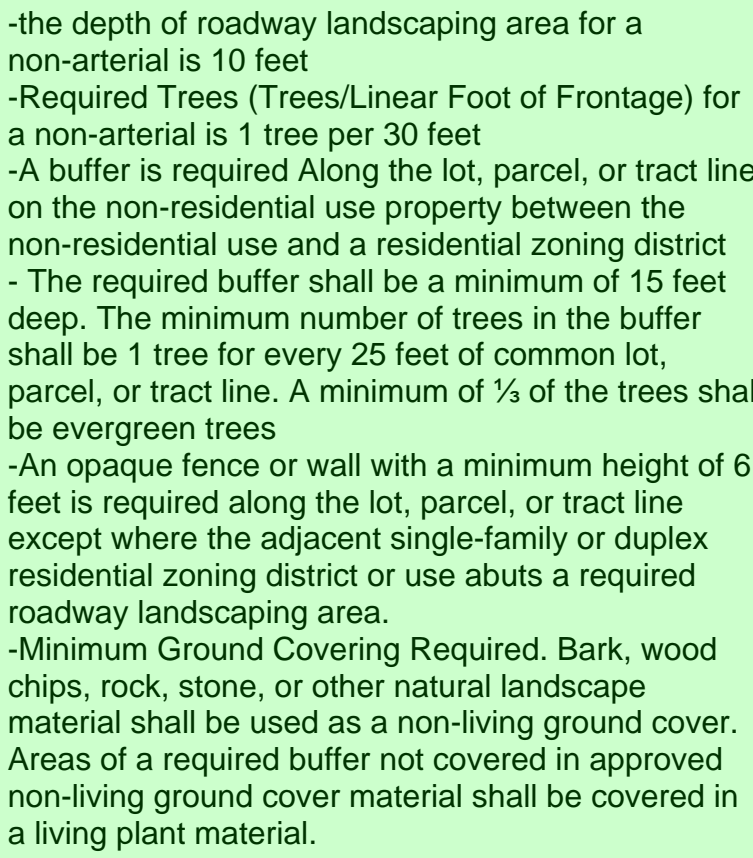 -the depth of roadway landscaping area for a
non-arterial is 10 feet
-Required Trees (Trees/Linear Foot of Frontage) for
a non-arterial is 1 tree per 30 feet
-A buffer is required Along the lot, parcel, or tract line
on the non-residential use property between the
non-residential use and a residential zoning district
- The required buffer shall be a minimum of 15 feet
deep. The minimum number of trees in the buffer
shall be 1 tree for every 25 feet of common lot,
parcel, or tract line. A minimum of ⅓ of the trees shal
be evergreen trees
-An opaque fence or wall with a minimum height of 6
feet is required along the lot, parcel, or tract line
except where the adjacent single-family or duplex
residential zoning district or use abuts a required
roadway landscaping area.
-Minimum Ground Covering Required. Bark, wood
chips, rock, stone, or other natural landscape
material shall be used as a non-living ground cover.
Areas of a required buffer not covered in approved
non-living ground cover material shall be covered in
a living plant material.